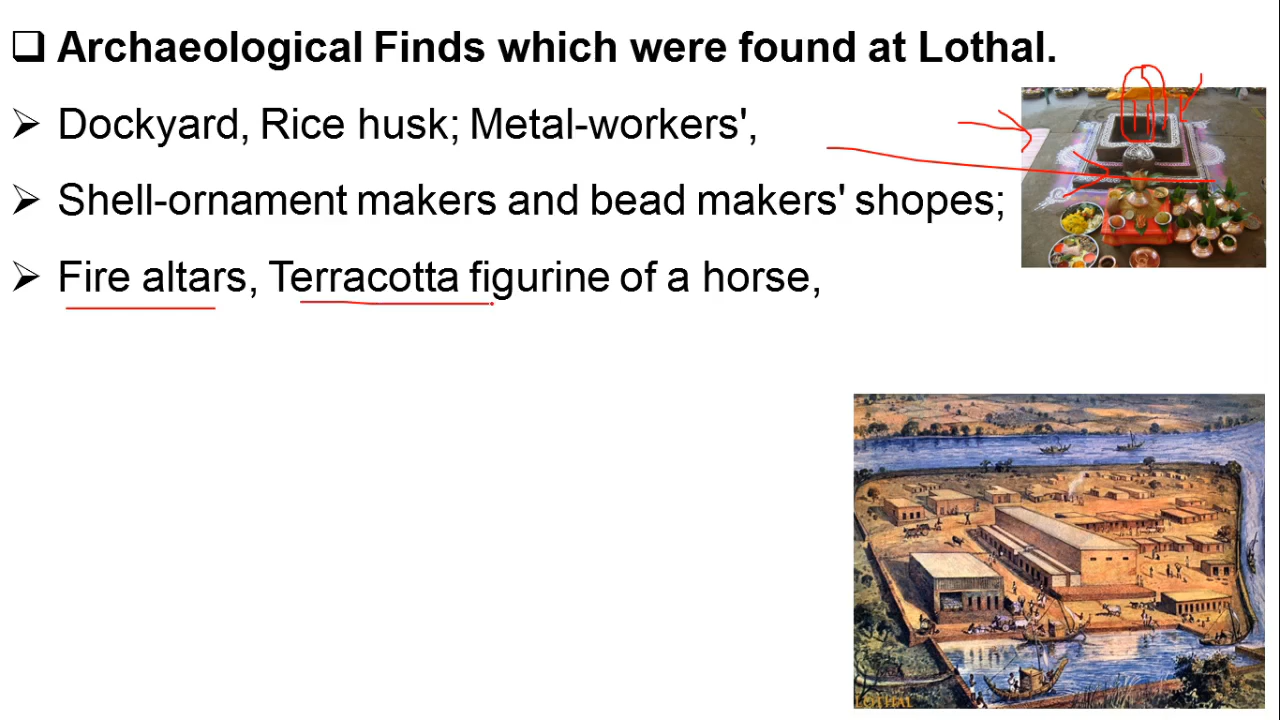 ❑ Archaeological Finds which were found at Lothal.
➢ Dockyard, Rice husk; Metal-workers',
➢ Shell-ornament makers and bead makers' shopes;
➢ Fire altars, Terracotta figurine of a horse,
LOTHAL